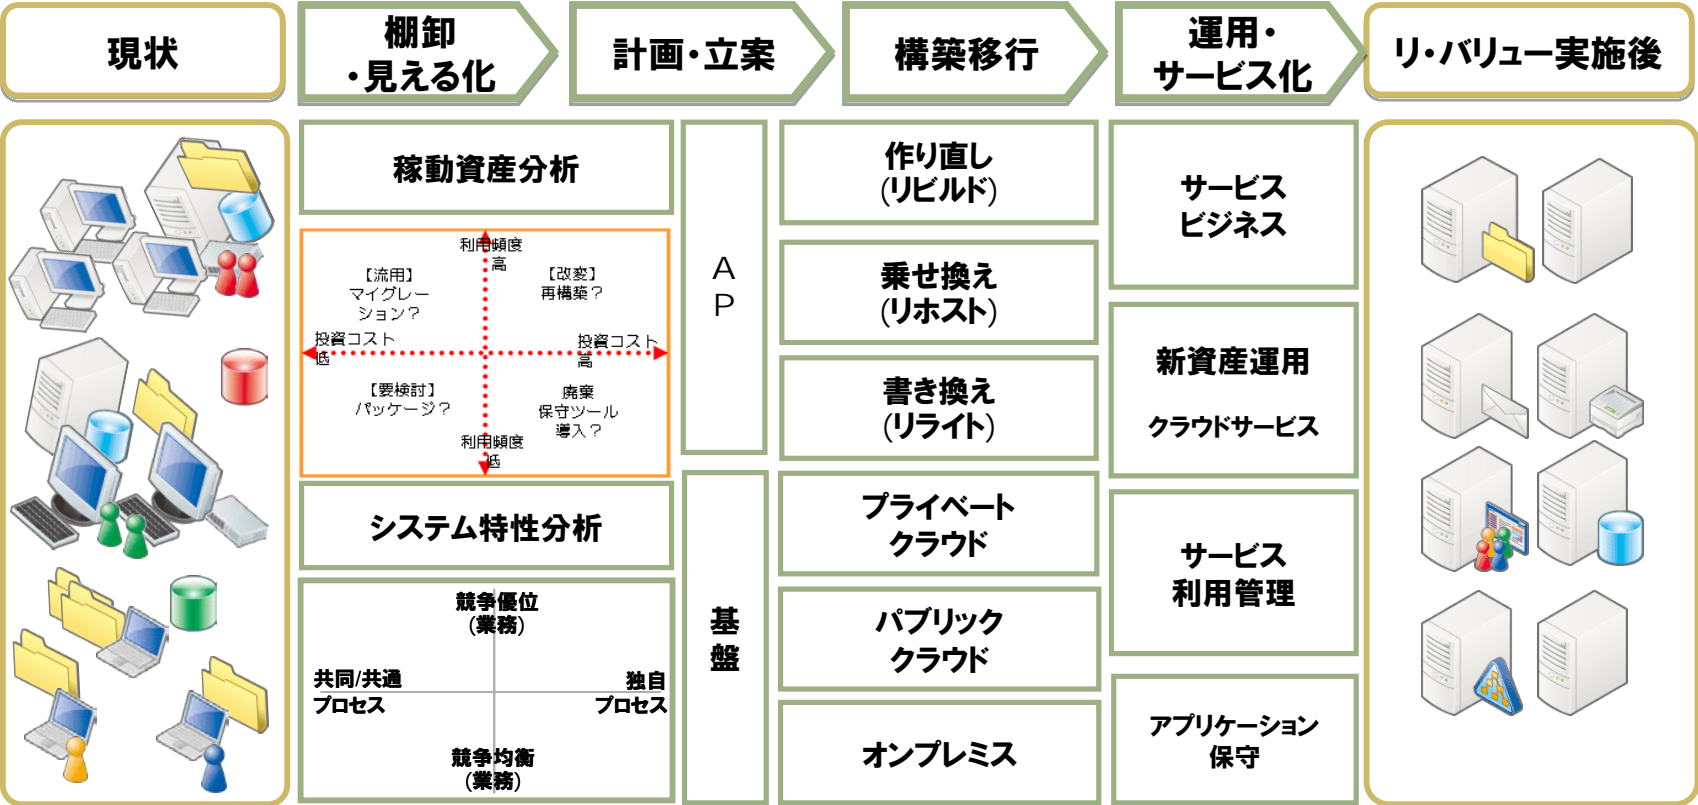 現状
棚卸
・見える化
計画・立案
構築移行
運用・
サービス化
リ・バリュー実施後
稼動資産分析
利用頻度
高
【流用】
マイグレー
ション？
【改変】
再構築？
投資コスト
低
投資コスト
高
【要検討】
パッケージ？
廃棄
保守ツール
導入？
利用頻度
低
システム特性分析
競争優位
(業務)
共同/共通
プロセス
独自
プロセス
競争均衡
(業務)
A
P
基
盤
作り直し
(リビルド)
乗せ換え
(リホスト)
書き換え
(リライト)
プライベート
クラウド
パブリック
クラウド
オンプレミス
サービス
ビジネス
新資産運用
クラウドサービス
サービス
利用管理
アプリケーション
保守